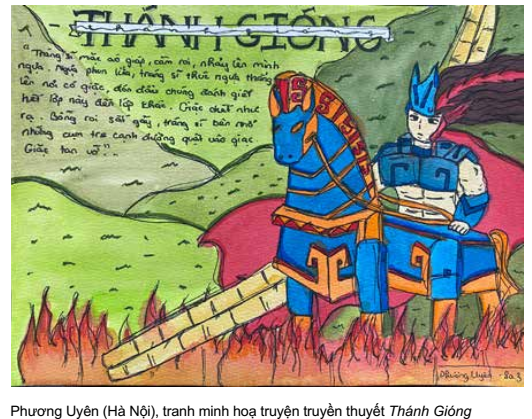 THÁNH GIÓNG
"Tráng sĩ mặc áo giáp, cầm roi, nhảy lên mình
ngựa. Ngựa phun lửa, tráng sĩ thúc ngựa thẳng
lên nơi có giặc, đón đầu chúng đánh giết
hết lớp này đến lớp khác. Giặc chết như
rạ. Bỗng roi sắt gãy, tráng sĩ bèn nhổ
những cụm tre cạnh đường quật vào giặc
Giặc tan vỡ"...
Phương Uyên - 8a3
Phương Uyên (Hà Nội), tranh minh hoạ truyện truyền thuyết Thánh Gióng